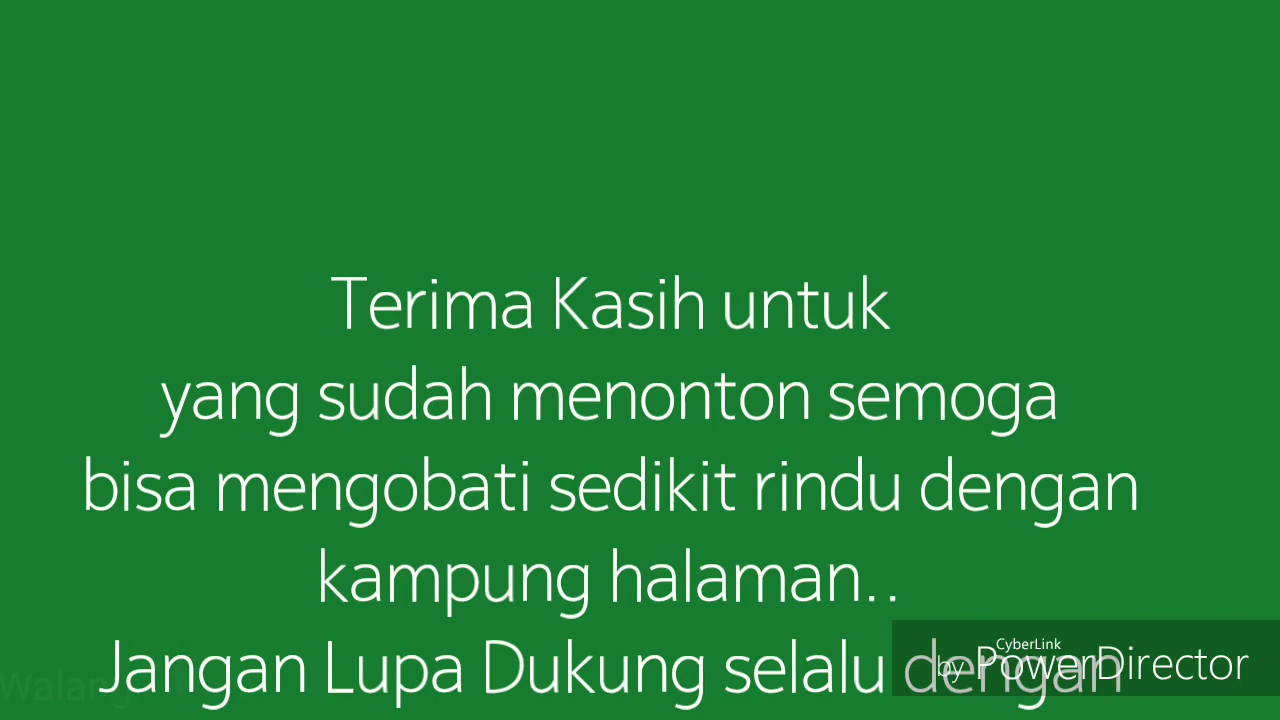 Terima Kasih untuk
yang sudah menonton semoga
bisa mengobati sedikit rindu dengan
kampung halaman..
Jangan Lupa Dukung selalu dengan
CyberLink
by PowerDirector